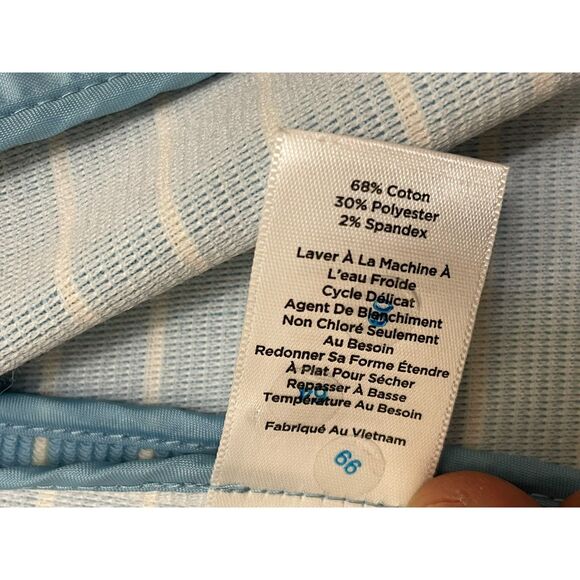 68% Coton
30% Polyester
2% Spandex
Laver À La Machine À
L'eau Froide
Cycle Délicat
Agent De Blanchiment
Non Chloré Seulement
Au Besoin
Redonner Sa Forme Étendre
À Plat Pour Sécher
Repasser À Basse
Température Au Besoin
Fabriqué Au Vietnam
66